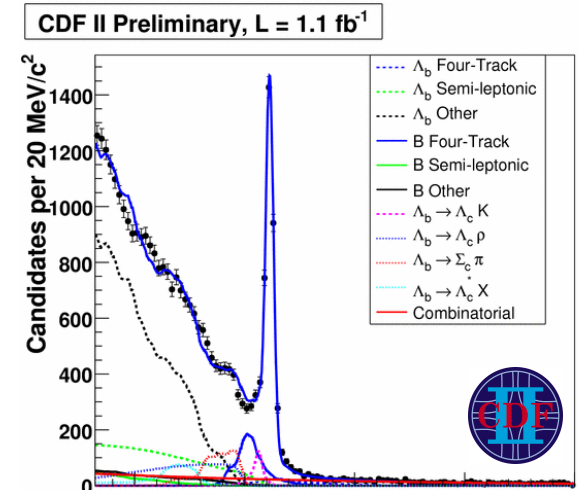 CDF II Preliminary, L = 1.1 fb⁻¹
Candidates per 20 MeV/c²
1400
1200
1000
800
600
400
200
0
Λb Four-Track
Λb Semi-leptonic
Λb Other
B Four-Track
B Semi-leptonic
B Other
Λb → Λc K
Λb → Λc ρ
Λb → Σc π
Λb → Λc* X
Combinatorial
II
CDF